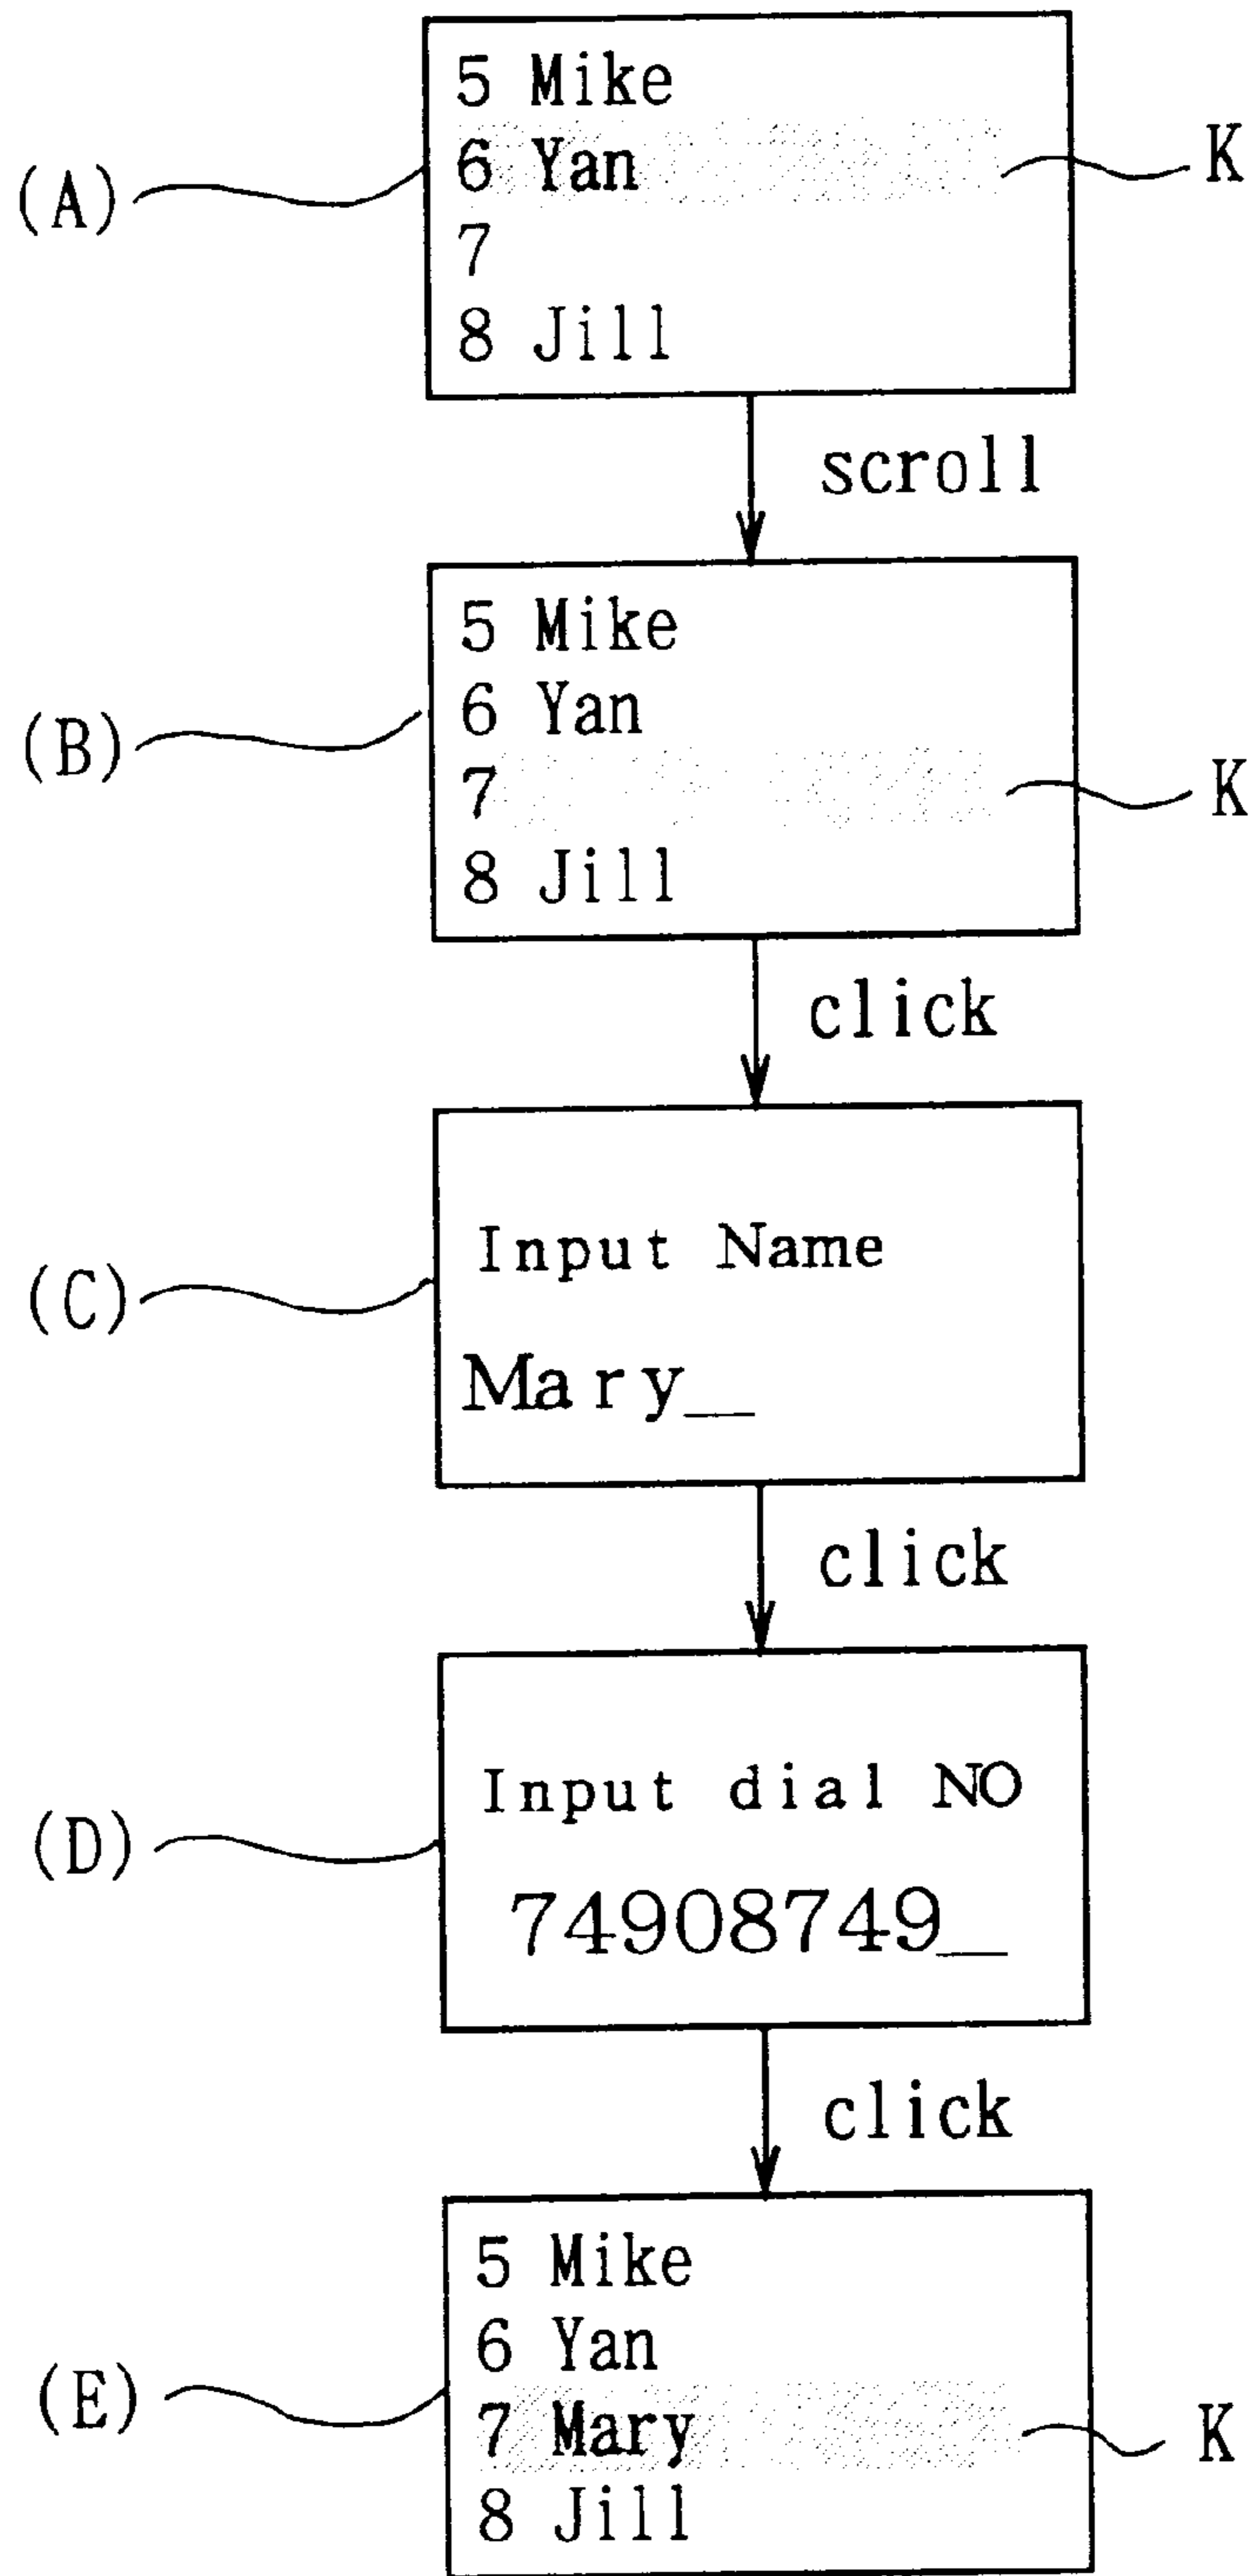 5 Mike
(A) 6 Yan K
7
8 Jill
scroll
5 Mike
6 Yan
(B) 7 K
8 Jill
click
Input Name
(C)
Mary_
click
Input dial NO
(D)
74908749_
click
5 Mike
6 Yan
(E) 7 Mary K
8 Jill